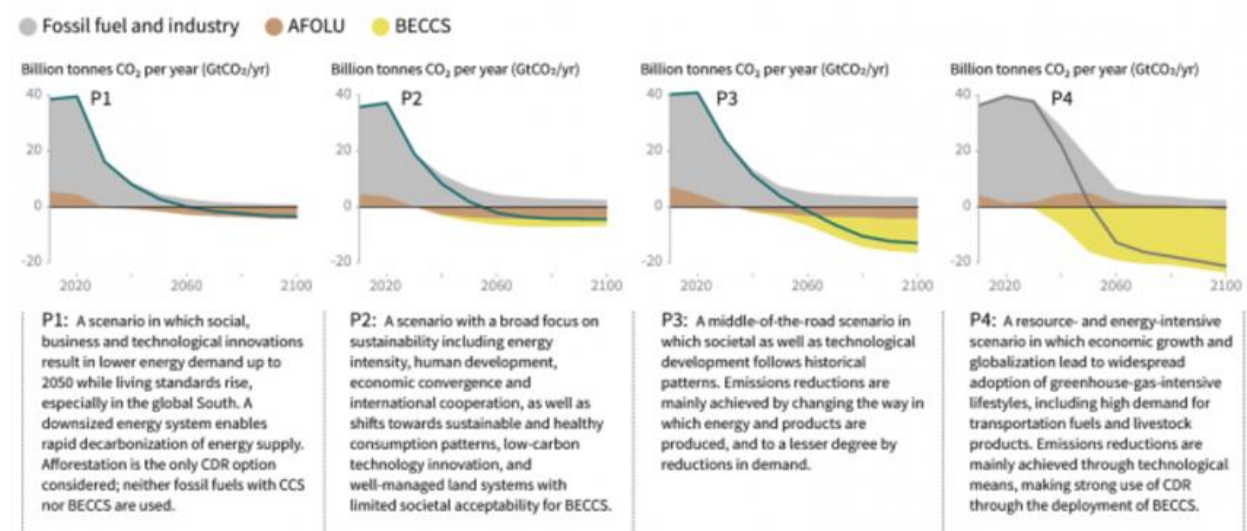 Fossil fuel and industry AFOLU BECCS
Billion tonnes CO₂ per year (GtCO₂/yr)
Billion tonnes CO₂ per year (GtCO₂/yr)
Billion tonnes CO₂ per year (GtCO₂/yr)
Billion tonnes CO₂ per year (GtCO₂/yr)
40 P1
20
0
-20
2020 2060 2100
40 P2
20
0
-20
2020 2060 2100
40 P3
20
0
-20
2020 2060 2100
40 P4
20
0
-20
2020 2060 2100
P1: A scenario in which social,
business and technological innovations
result in lower energy demand up to
2050 while living standards rise,
especially in the global South. A
downsized energy system enables
rapid decarbonization of energy supply.
Afforestation is the only CDR option
considered; neither fossil fuels with CCS
nor BECCS are used.
P2: A scenario with a broad focus on
sustainability including energy
intensity, human development,
economic convergence and
international cooperation, as well as
shifts towards sustainable and healthy
consumption patterns, low-carbon
technology innovation, and
well-managed land systems with
limited societal acceptability for BECCS.
P3: A middle-of-the-road scenario in
which societal as well as technological
development follows historical
patterns. Emissions reductions are
mainly achieved by changing the way in
which energy and products are
produced, and to a lesser degree by
reductions in demand.
P4: A resource- and energy-intensive
scenario in which economic growth and
globalization lead to widespread
adoption of greenhouse-gas-intensive
lifestyles, including high demand for
transportation fuels and livestock
products. Emissions reductions are
mainly achieved through technological
means, making strong use of CDR
through the deployment of BECCS.